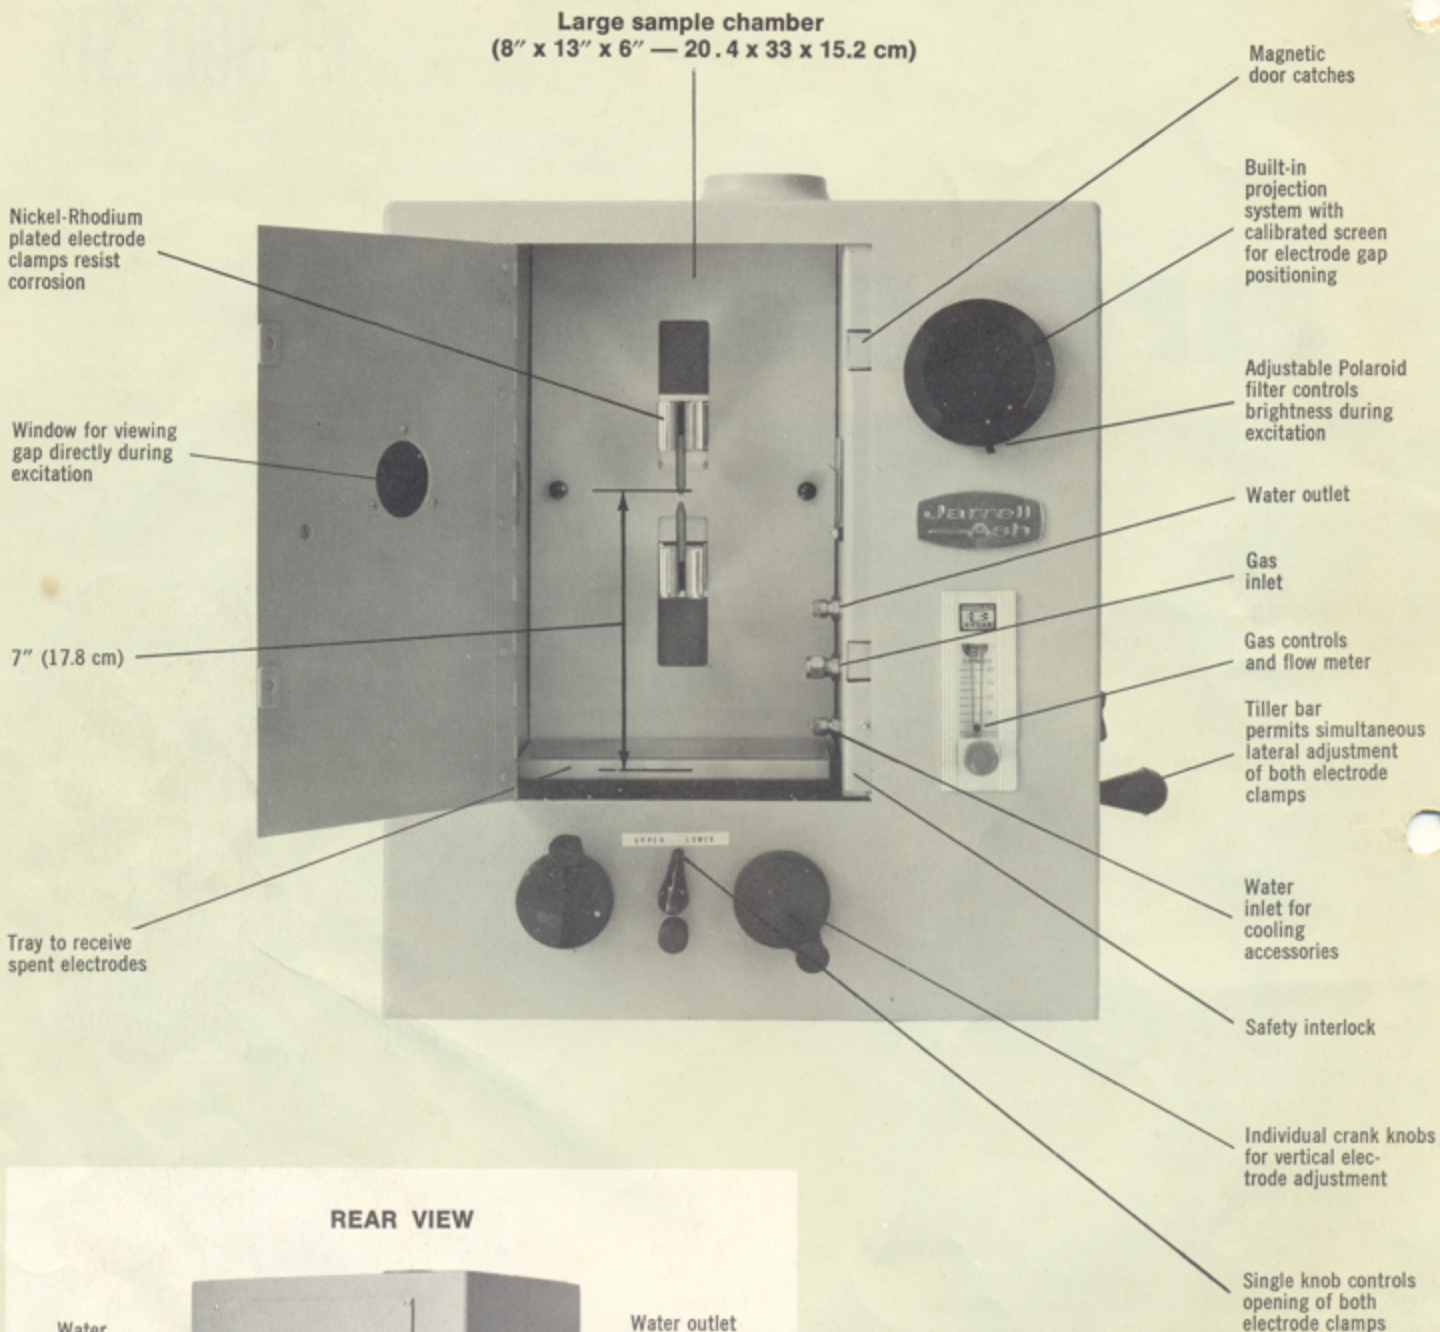 Large sample chamber
(8″ x 13″ x 6″ — 20.4 x 33 x 15.2 cm)
Magnetic
door catches
Built-in
projection
system with
calibrated screen
for electrode gap
positioning
Nickel-Rhodium
plated electrode
clamps resist
corrosion
Adjustable Polaroid
filter controls
brightness during
excitation
Window for viewing
gap directly during
excitation
Water outlet
Jarrell
Ash
Gas
inlet
7″ (17.8 cm)
Gas controls
and flow meter
Tiller bar
permits simultaneous
lateral adjustment
of both electrode
clamps
UPPER LOWER
Water
inlet for
cooling
accessories
Tray to receive
spent electrodes
Safety interlock
Individual crank knobs
for vertical elec-
trode adjustment
REAR VIEW
Single knob controls
opening of both
electrode clamps
Water
Water outlet